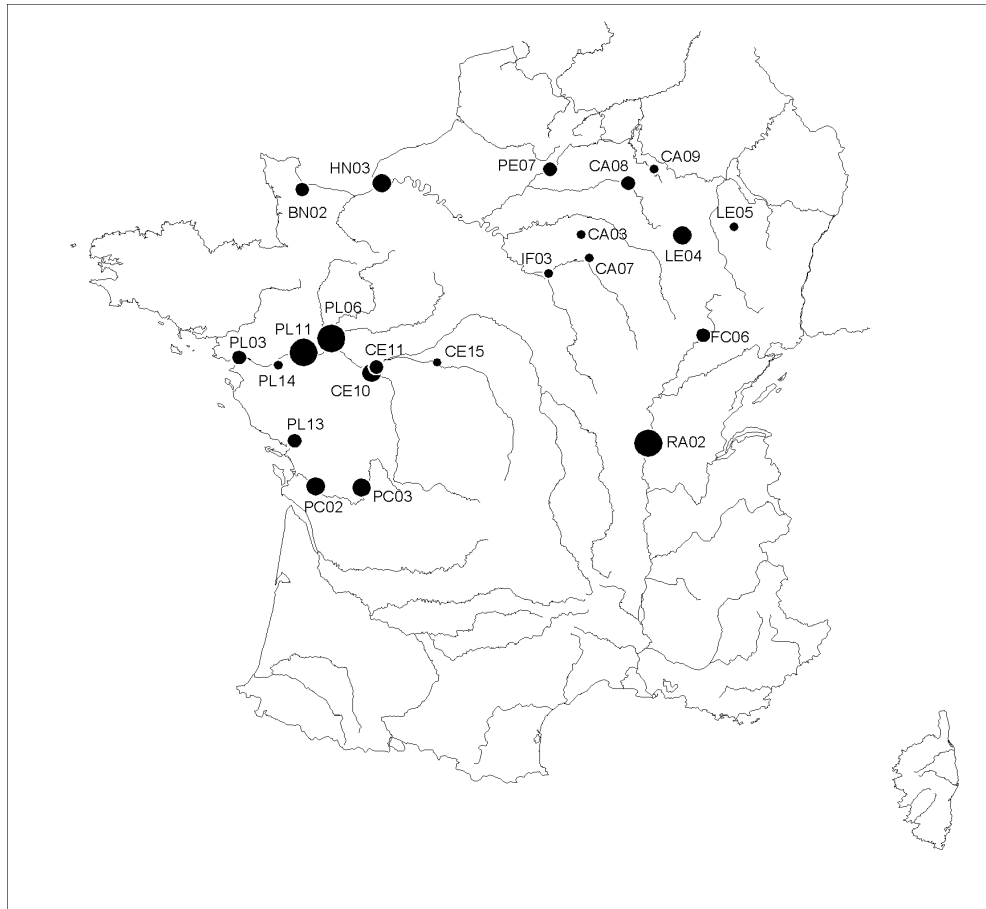 HN03
PE07
CA08
CA09
BN02
LE05
CA03
LE04
IF03
CA07
PL06
PL11
FC06
PL03
CE11
CE15
PL14
CE10
PL13
RA02
PC02
PC03